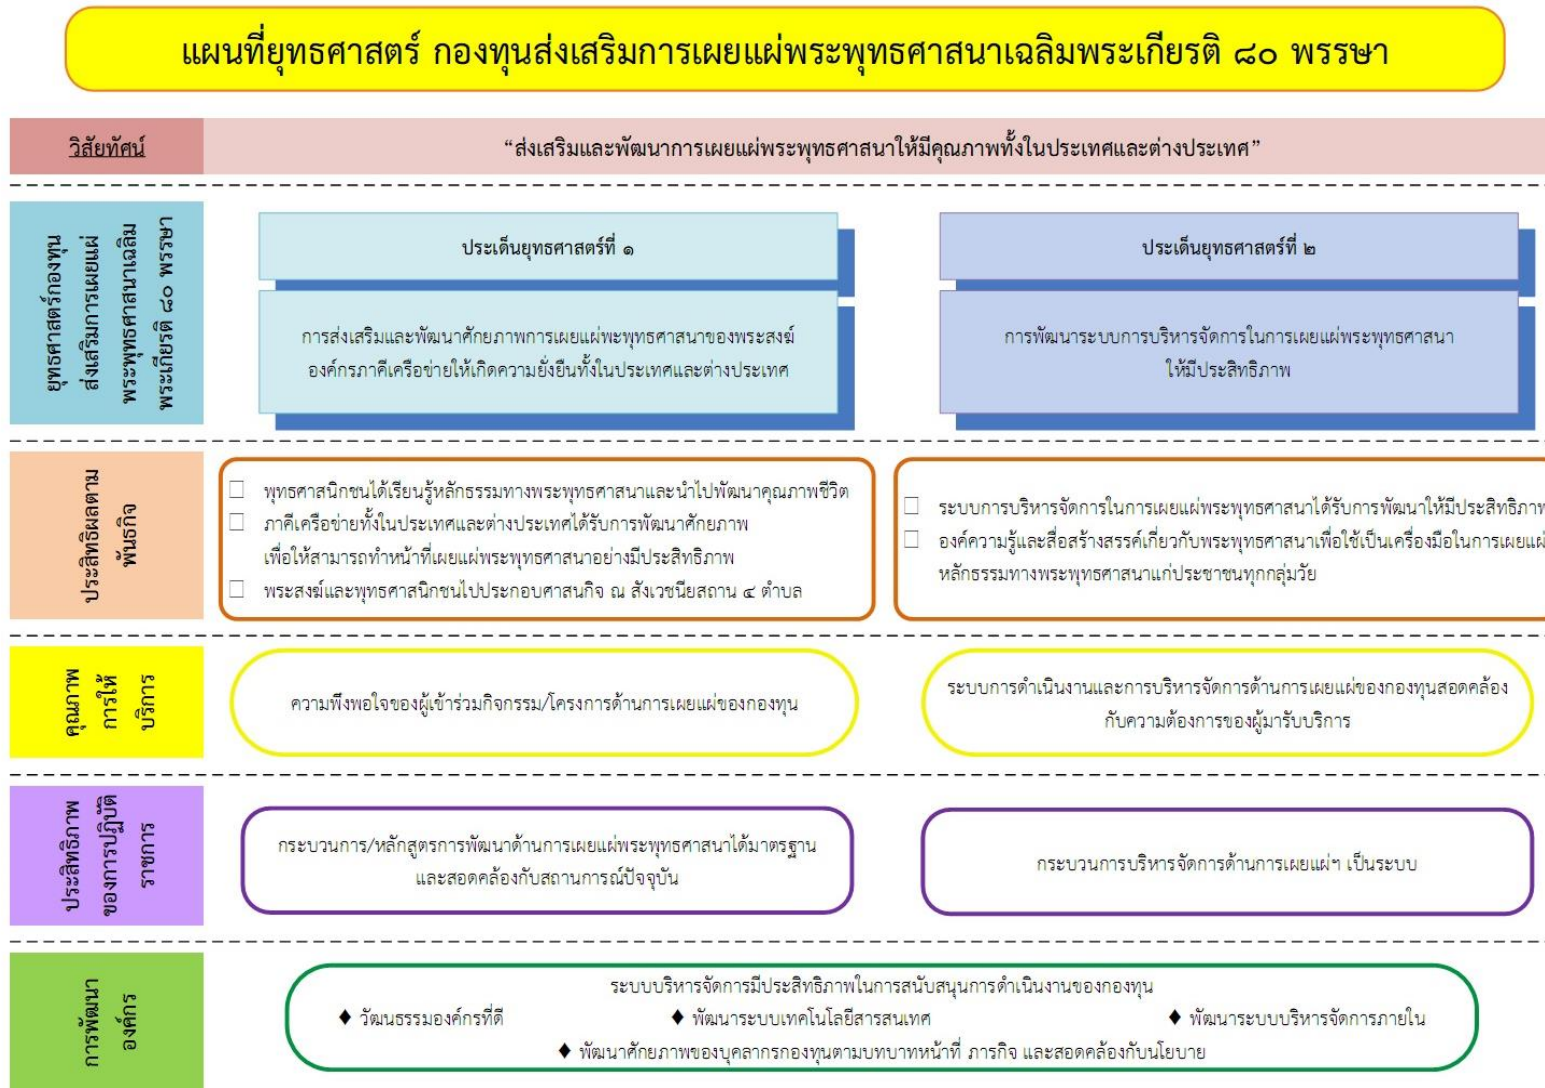 แผนที่ยุทธศาสตร์ กองทุนส่งเสริมการเผยแผ่พระพุทธศาสนาเฉลิมพระเกียรติ ๘๐ พรรษา
วิสัยทัศน์
“ส่งเสริมและพัฒนาการเผยแผ่พระพุทธศาสนาให้มีคุณภาพทั้งในประเทศและต่างประเทศ”
ยุทธศาสตร์กองทุน
ส่งเสริมการเผยแผ่
พระพุทธศาสนาเฉลิม
พระเกียรติ ๘๐ พรรษา
ประเด็นยุทธศาสตร์ที่ ๑
การส่งเสริมและพัฒนาศักยภาพการเผยแผ่พะพุทธศาสนาของพระสงฆ์
องค์กรภาคีเครือข่ายให้เกิดความยั่งยืนทั้งในประเทศและต่างประเทศ
ประเด็นยุทธศาสตร์ที่ ๒
การพัฒนาระบบการบริหารจัดการในการเผยแผ่พระพุทธศาสนา
ให้มีประสิทธิภาพ
ประสิทธิผลตาม
พันธกิจ
□ พุทธศาสนิกชนได้เรียนรู้หลักธรรมทางพระพุทธศาสนาและนำไปพัฒนาคุณภาพชีวิต
□ ภาคีเครือข่ายทั้งในประเทศและต่างประเทศได้รับการพัฒนาศักยภาพ
เพื่อให้สามารถทำหน้าที่เผยแผ่พระพุทธศาสนาอย่างมีประสิทธิภาพ
□ พระสงฆ์และพุทธศาสนิกชนไปประกอบศาสนกิจ ณ สังเวชนียสถาน ๔ ตำบล
□ ระบบการบริหารจัดการในการเผยแผ่พระพุทธศาสนาได้รับการพัฒนาให้มีประสิทธิภาพ
□ องค์ความรู้และสื่อสร้างสรรค์เกี่ยวกับพระพุทธศาสนาเพื่อใช้เป็นเครื่องมือในการเผยแผ่
หลักธรรมทางพระพุทธศาสนาแก่ประชาชนทุกกลุ่มวัย
คุณภาพ
การให้
บริการ
ความพึงพอใจของผู้เข้าร่วมกิจกรรม/โครงการด้านการเผยแผ่ของกองทุน
ระบบการดำเนินงานและการบริหารจัดการด้านการเผยแผ่ของกองทุนสอดคล้อง
กับความต้องการของผู้มารับบริการ
ประสิทธิภาพ
ของการปฏิบัติ
ราชการ
กระบวนการ/หลักสูตรการพัฒนาด้านการเผยแผ่พระพุทธศาสนาได้มาตรฐาน
และสอดคล้องกับสถานการณ์ปัจจุบัน
กระบวนการบริหารจัดการด้านการเผยแผ่ฯ เป็นระบบ
การพัฒนา
องค์กร
ระบบบริหารจัดการมีประสิทธิภาพในการสนับสนุนการดำเนินงานของกองทุน
♦ วัฒนธรรมองค์กรที่ดี ♦ พัฒนาระบบเทคโนโลยีสารสนเทศ ♦ พัฒนาระบบบริหารจัดการภายใน
♦ พัฒนาศักยภาพของบุคลากรกองทุนตามบทบาทหน้าที่ ภารกิจ และสอดคล้องกับนโยบาย